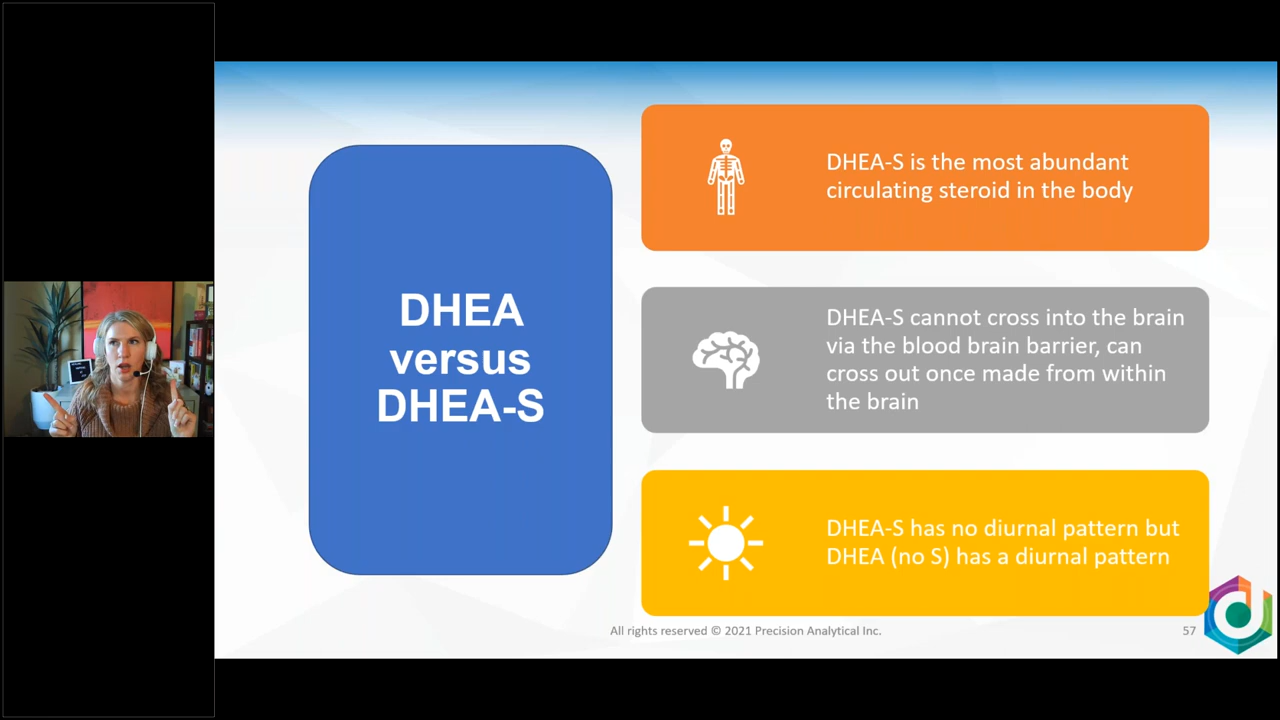 DHEA
versus
DHEA-S
DHEA-S is the most abundant
circulating steroid in the body
DHEA-S cannot cross into the brain
via the blood brain barrier, can
cross out once made from within
the brain
DHEA-S has no diurnal pattern but
DHEA (no S) has a diurnal pattern
All rights reserved © 2021 Precision Analytical Inc.
57